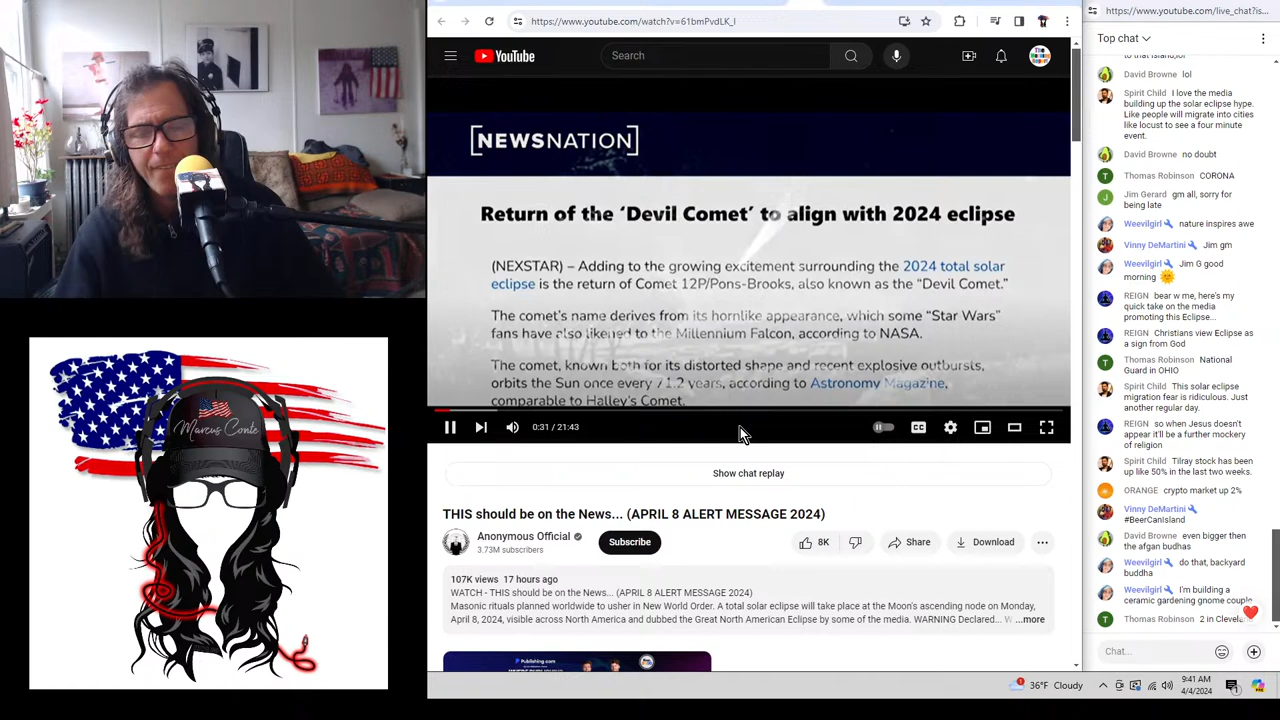 Marcus Conte
https://www.youtube.com/watch?v=61bmPvdLK_I
YouTube
Search
[NEWSNATION]
Return of the ‘Devil Comet’ to align with 2024 eclipse
(NEXSTAR) – Adding to the growing excitement surrounding the 2024 total solar
eclipse is the return of Comet 12P/Pons-Brooks, also known as the “Devil Comet.”
The comet’s name derives from its hornlike appearance, which some “Star Wars”
fans have also likened to the Millennium Falcon, according to NASA.
The comet, known both for its distorted shape and recent explosive outbursts,
orbits the Sun once every 71.2 years, according to Astronomy Magazine,
comparable to Halley’s Comet.
0:31 / 21:43
CC
Show chat replay
THIS should be on the News... (APRIL 8 ALERT MESSAGE 2024)
Anonymous Official
3.73M subscribers
Subscribe
8K
Share
Download
107K views 17 hours ago
WATCH - THIS should be on the News... (APRIL 8 ALERT MESSAGE 2024)
Masonic rituals planned worldwide to usher in New World Order. A total solar eclipse will take place at the Moon's ascending node on Monday,
April 8, 2024, visible across North America and dubbed the Great North American Eclipse by some of the media. WARNING Declared... W ...more
Publishing.com
https://www.youtube.com/live_chat?is...
Top chat
to that island,lol
David Browne lol
Spirit Child I love the media
building up the solar eclipse hype.
Like people will migrate into cities
like locust to see a four minute
event.
David Browne no doubt
T
Thomas Robinson CORONA
J
Jim Gerard gm all, sorry for
being late
Weevilgirl nature inspires awe
Vinny DeMartini Jim gm
Weevilgirl Jim G good
morning
REIGN bear w me, here's my
quick take on the media
promoting this Eclipse...
REIGN Christians view Eclipse as
a sign from God
T
Thomas Robinson National
Guard in OHIO
Spirit Child This solar eclipse
migration fear is ridiculous. Just
another regular day.
REIGN so when Jesus doesn't
appear it'll be a further mockery
of religion
Spirit Child Tilray stock has been
up like 50% in the last two weeks.
ORANGE crypto market up 2%
Vinny DeMartini
#BeerCanIsland
David Browne even bigger then
the afgan budhas
Weevilgirl do that, backyard
buddha
Weevilgirl I'm building a
ceramic gardening gnome couple
T
Thomas Robinson 2 in Clevela
Chat...
36°F Cloudy
9:41 AM
4/4/2024